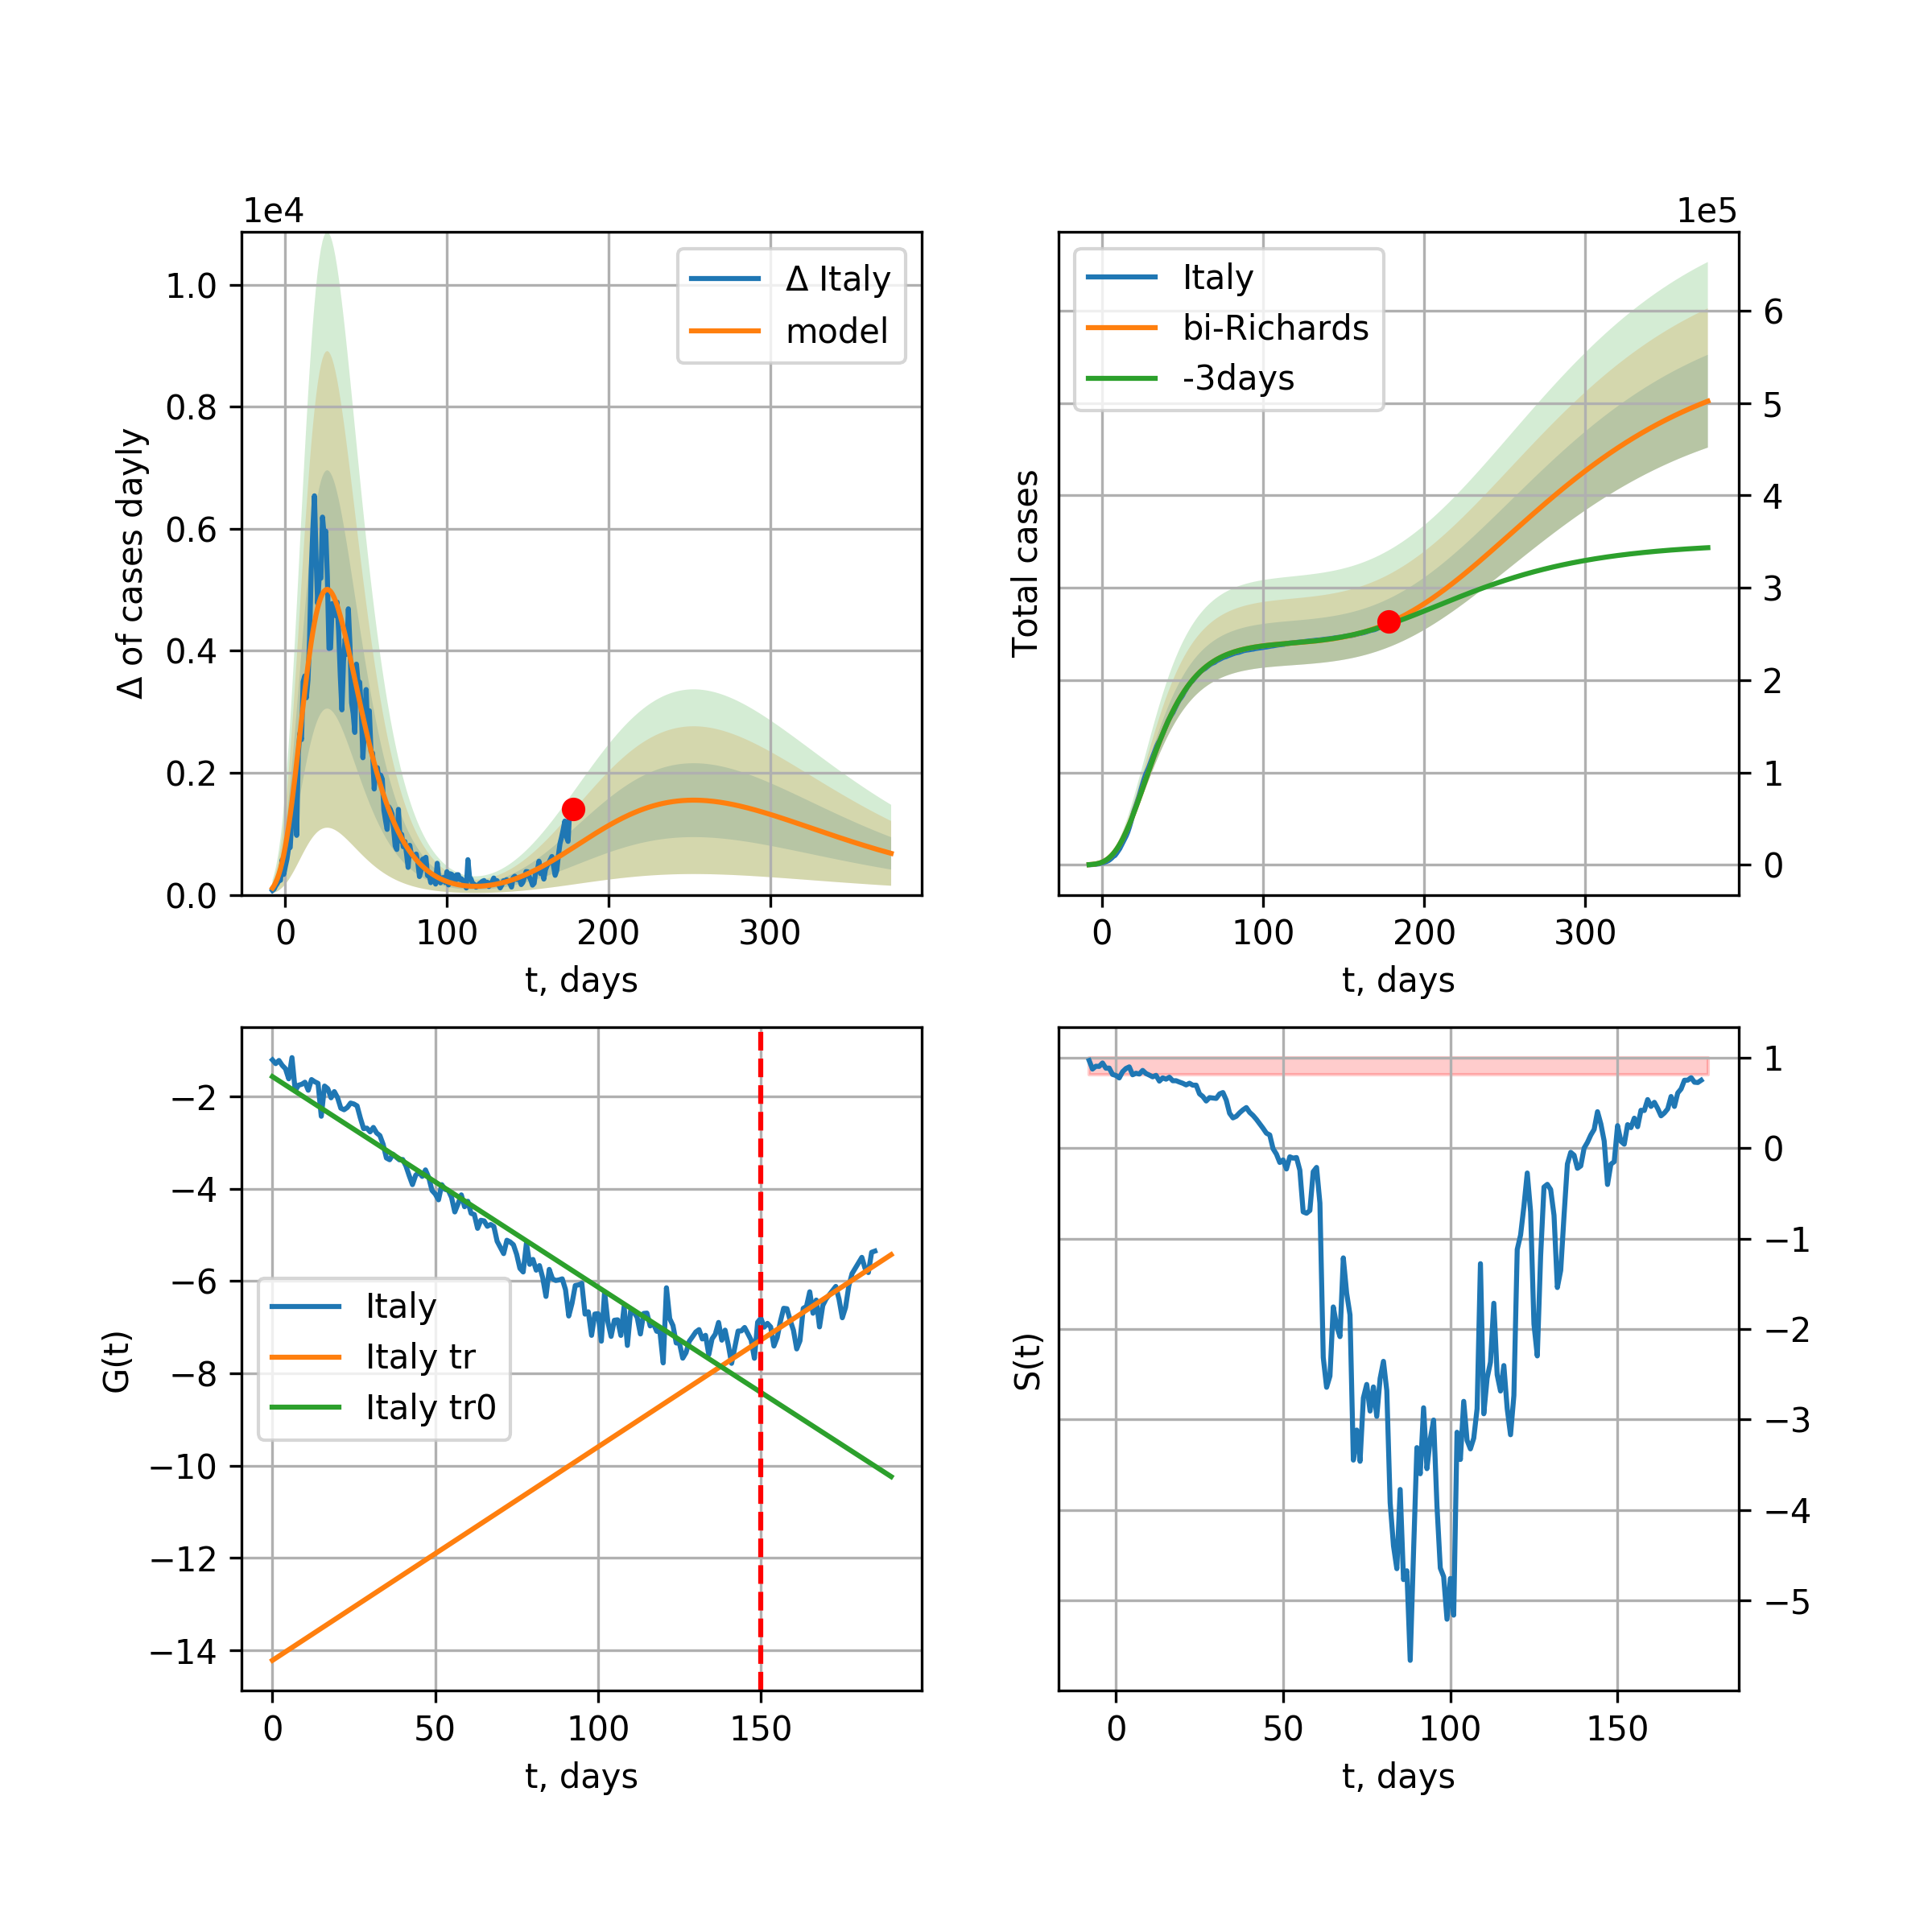 1e4
Δ of cases dayly
1.0
0.8
0.6
0.4
0.2
0.0
Δ Italy
model
0 100 200 300
t, days
1e5
Total cases
Italy
bi-Richards
-3days
6
5
4
3
2
1
0
0 100 200 300
t, days
G(t)
−2
−4
−6
−8
−10
−12
−14
Italy
Italy tr
Italy tr0
0 50 100 150
t, days
S(t)
1
0
−1
−2
−3
−4
−5
0 50 100 150
t, days